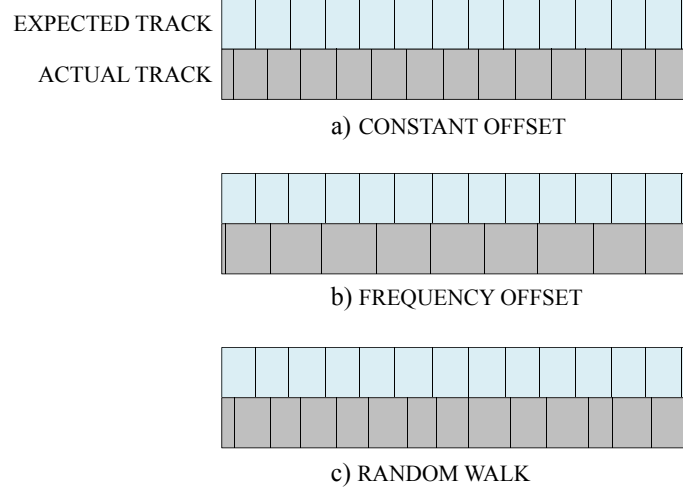 EXPECTED TRACK
ACTUAL TRACK
a) CONSTANT OFFSET
b) FREQUENCY OFFSET
c) RANDOM WALK